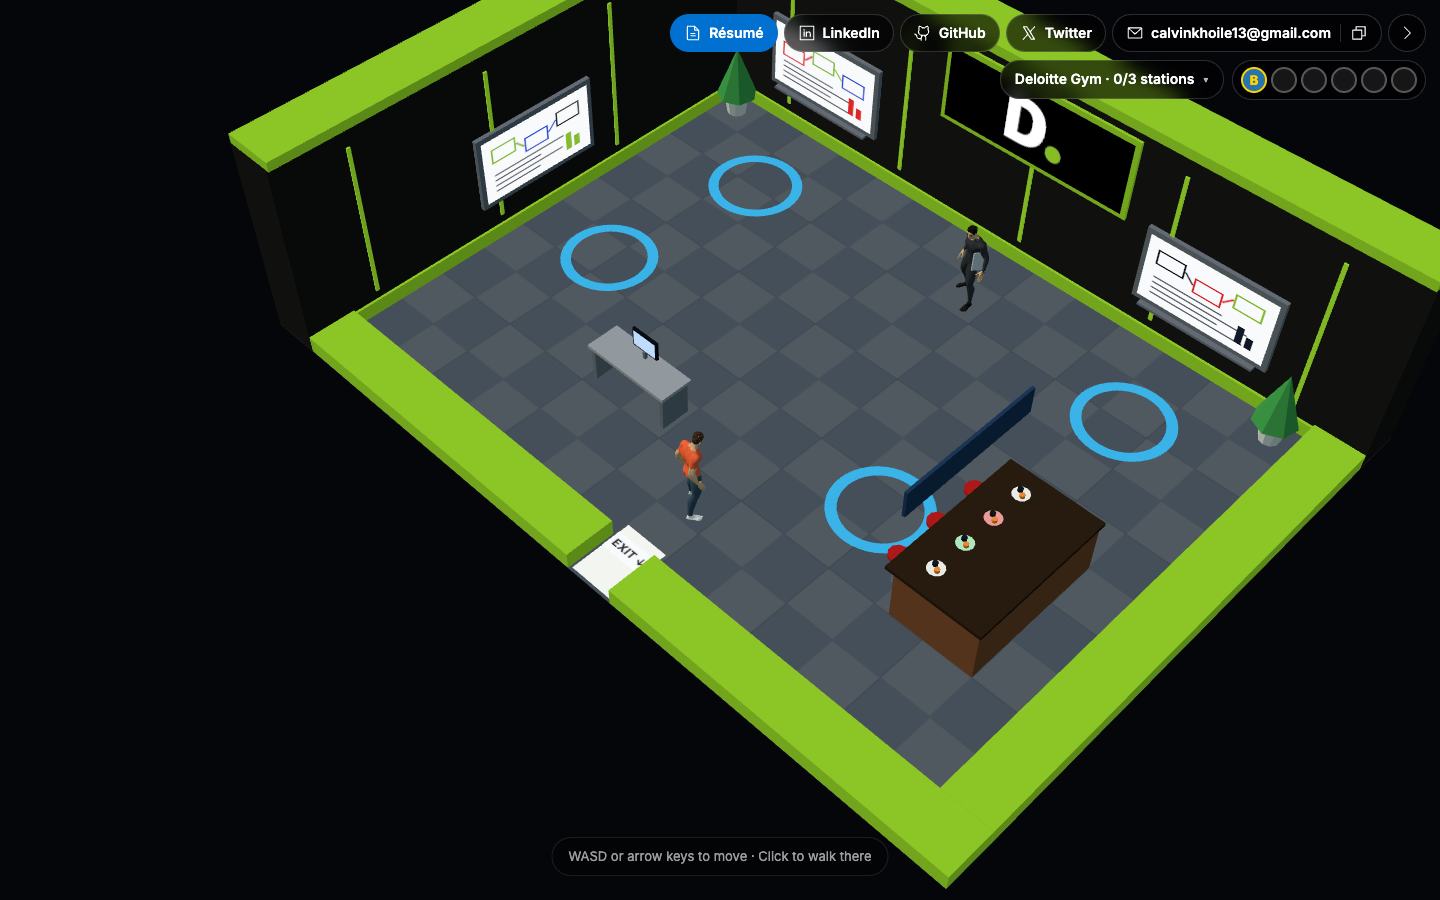 Résumé
LinkedIn
GitHub
Twitter
calvinkhoile13@gmail.com
Deloitte Gym · 0/3 stations
B
D.
EXIT ↓
WASD or arrow keys to move · Click to walk there